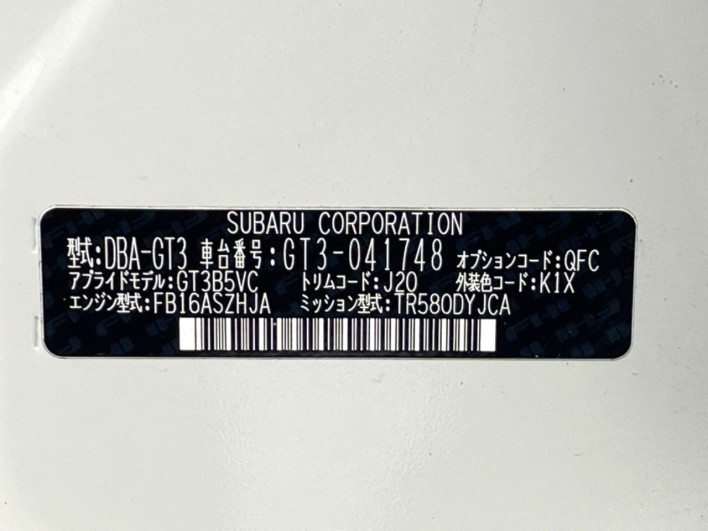 SUBARU CORPORATION
型式:DBA-GT3 車台番号:GT3-041748 オプションコード:QFC
アプライドモデル:GT3B5VC トリムコード:J20 外装色コード:K1X
エンジン型式:FB16ASZHJA ミッション型式:TR580DYJCA